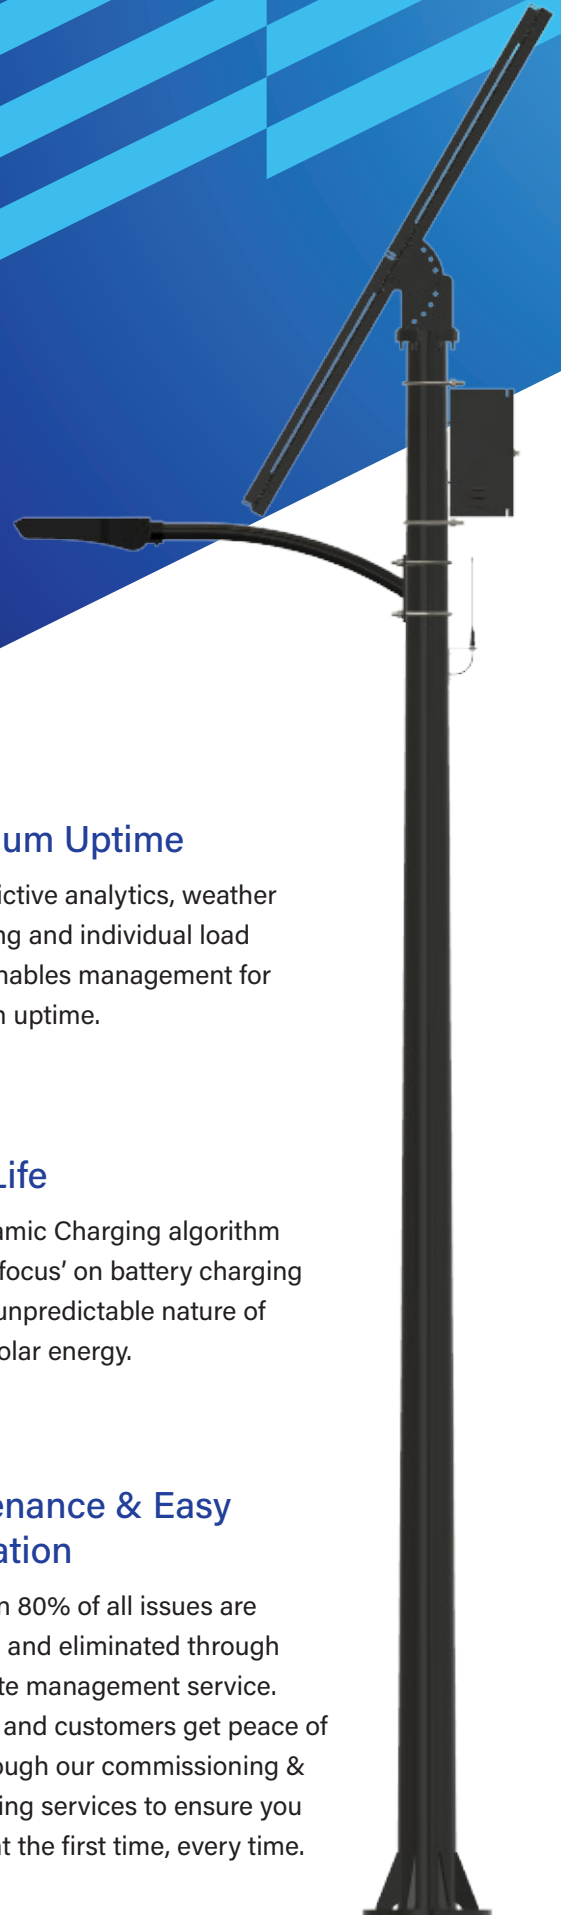 um Uptime
ictive analytics, weather
ng and individual load
nables management for
n uptime.
Life
amic Charging algorithm
focus' on battery charging
unpredictable nature of
olar energy.
enance & Easy
ation
n 80% of all issues are
and eliminated through
te management service.
and customers get peace of
ough our commissioning &
ing services to ensure you
t the first time, every time.